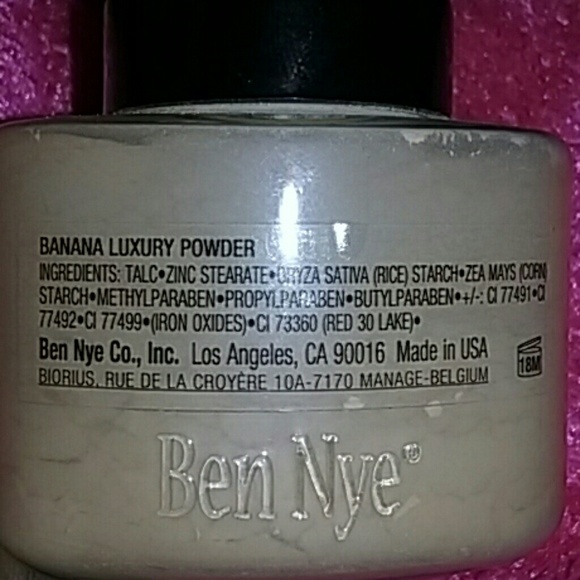 BANANA LUXURY POWDER
INGREDIENTS: TALC•ZINC STEARATE•ORYZA SATIVA (RICE) STARCH•ZEA MAYS (CORN)
STARCH•METHYLPARABEN•PROPYLPARABEN•BUTYLPARABEN•+/-: CI 77491•CI
77492•CI 77499•(IRON OXIDES)•CI 73360 (RED 30 LAKE)•
Ben Nye Co., Inc. Los Angeles, CA 90016 Made in USA
18M
BIORIUS, RUE DE LA CROYÈRE 10A-7170 MANAGE-BELGIUM
Ben Nye®